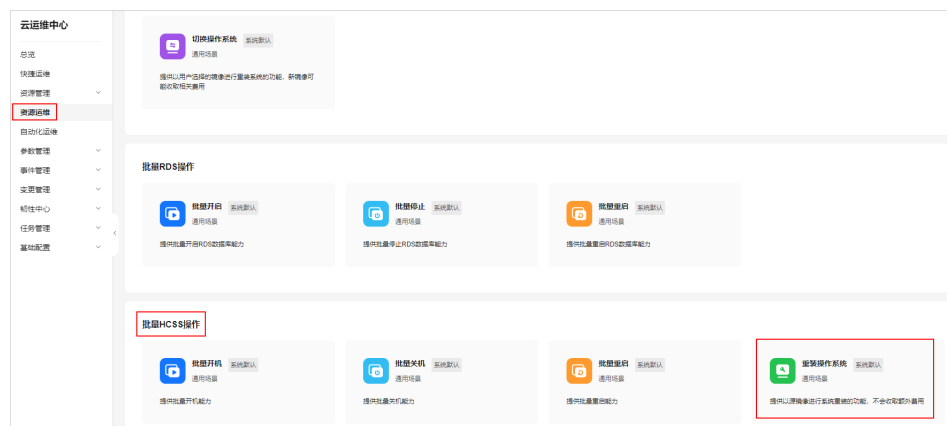 云运维中心
总览
快捷运维
资源管理
资源运维
自动化运维
参数管理
事件管理
变更管理
韧性中心
任务管理
基础配置
切换操作系统 系统默认
通用场景
提供以用户选择的镜像进行重装系统的功能，新镜像可
能收取相关费用
批量RDS操作
批量开启 系统默认
通用场景
提供批量开启RDS数据库能力
批量停止 系统默认
通用场景
提供批量停止RDS数据库能力
批量重启 系统默认
通用场景
提供批量重启RDS数据库能力
批量HCSS操作
批量开机 系统默认
通用场景
提供批量开机能力
批量关机 系统默认
通用场景
提供批量关机能力
批量重启 系统默认
通用场景
提供批量重启能力
重装操作系统 系统默认
通用场景
提供以原镜像进行系统重装的功能，不会收取额外费用